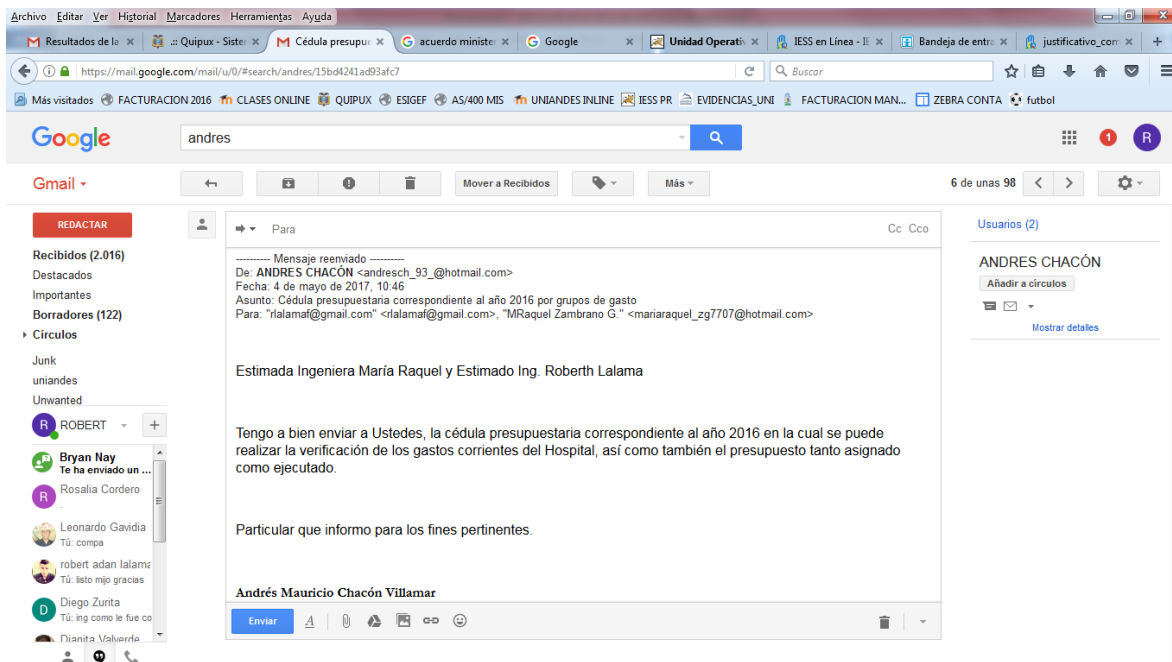 Archivo Editar Ver Historial Marcadores Herramientas Ayuda
Resultados de la
.:: Quipux - Sister
Cédula presupuc
acuerdo minister
Google
Unidad Operativ
IESS en Línea - IE
Bandeja de entra
justificativo_com
https://mail.google.com/mail/u/0/#search/andres/15bd4241ad93afc7
Buscar
Más visitados FACTURACION 2016 CLASES ONLINE QUIPUX ESIGEF AS/400 MIS UNIANDES INLINE IESS PR EVIDENCIAS_UNI FACTURACION MAN... ZEBRA CONTA futbol
Google
andres
1
R
Gmail
Mover a Recibidos
Más
6 de unas 98
REDACTAR
Recibidos (2.016)
Destacados
Importantes
Borradores (122)
Círculos
Junk
uniandes
Unwanted
R ROBERT
Bryan Nay
Te ha enviado un ...
R Rosalia Cordero
.
Leonardo Gavidia
Tú: compa
robert adan lalama
Tú: listo mijo gracias
D Diego Zurita
Tú: ing como le fue co
Dianita Valverde
Para
Cc Cco
---------- Mensaje reenviado ----------
De: ANDRES CHACÓN <andresch_93_@hotmail.com>
Fecha: 4 de mayo de 2017, 10:46
Asunto: Cédula presupuestaria correspondiente al año 2016 por grupos de gasto
Para: "rlalamaf@gmail.com" <rlalamaf@gmail.com>, "MRaquel Zambrano G." <mariaraquel_zg7707@hotmail.com>
Estimada Ingeniera María Raquel y Estimado Ing. Roberth Lalama
Tengo a bien enviar a Ustedes, la cédula presupuestaria correspondiente al año 2016 en la cual se puede
realizar la verificación de los gastos corrientes del Hospital, así como también el presupuesto tanto asignado
como ejecutado.
Particular que informo para los fines pertinentes.
Andrés Mauricio Chacón Villamar
Enviar
Usuarios (2)
ANDRES CHACÓN
Añadir a círculos
Mostrar detalles